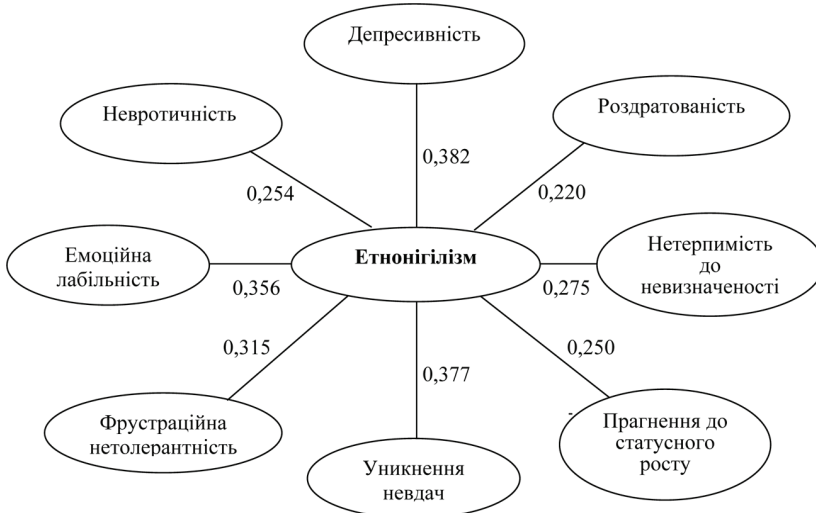 Депресивність
Невротичність
Роздратованість
0,382
0,254
0,220
Емоційна
лабільність
Етнонігілізм
Нетерпимість
до
невизначеності
0,356
0,275
0,315
0,377
0,250
Фрустраційна
нетолерантність
Уникнення
невдач
Прагнення до
статусного
росту